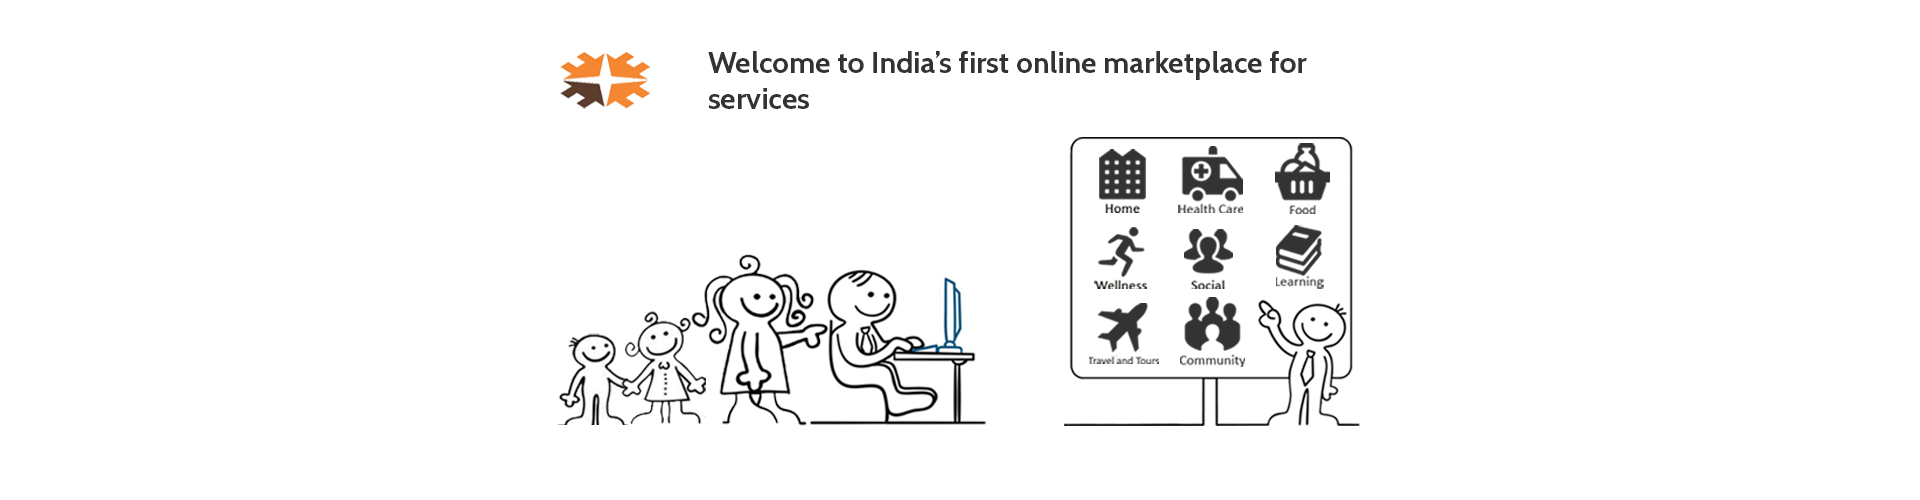 Welcome to India's first online marketplace for
services
Home Health Care Food
Wellness Social Learning
Travel and Tours Community